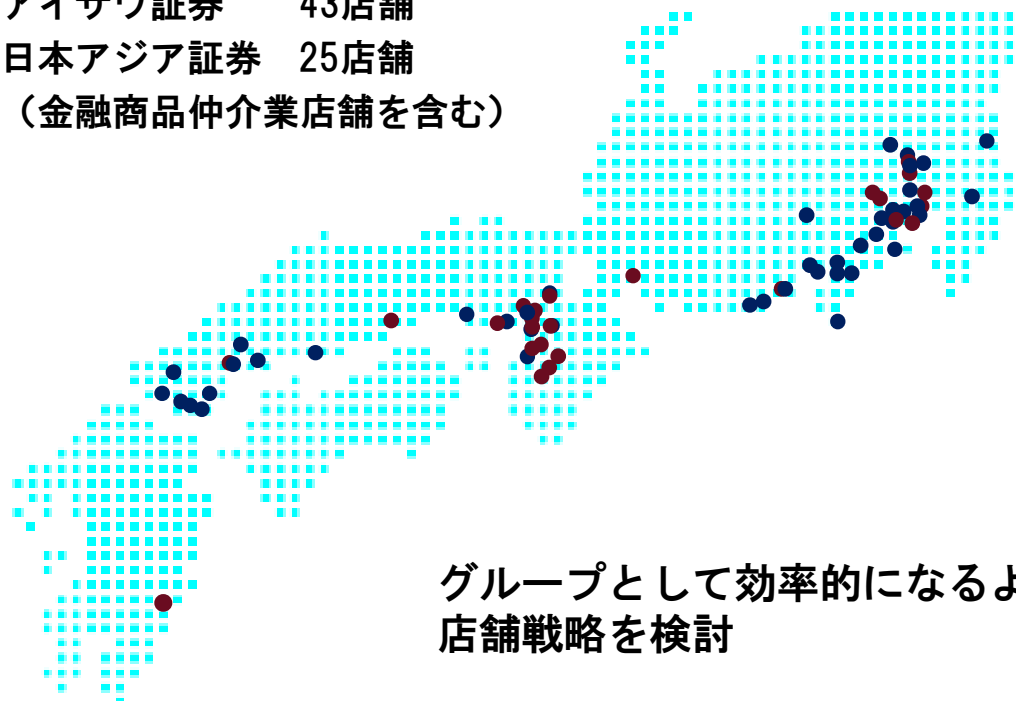 アイザワ証券　　43店舗
日本アジア証券　25店舗
（金融商品仲介業店舗を含む）
グループとして効率的になるよ
店舗戦略を検討